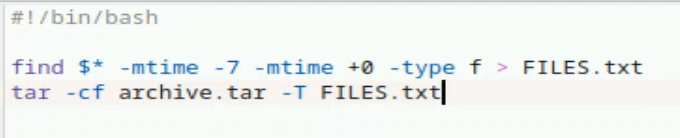 #!/bin/bash
find $* -mtime -7 -mtime +0 -type f > FILES.txt
tar -cf archive.tar -T FILES.txt